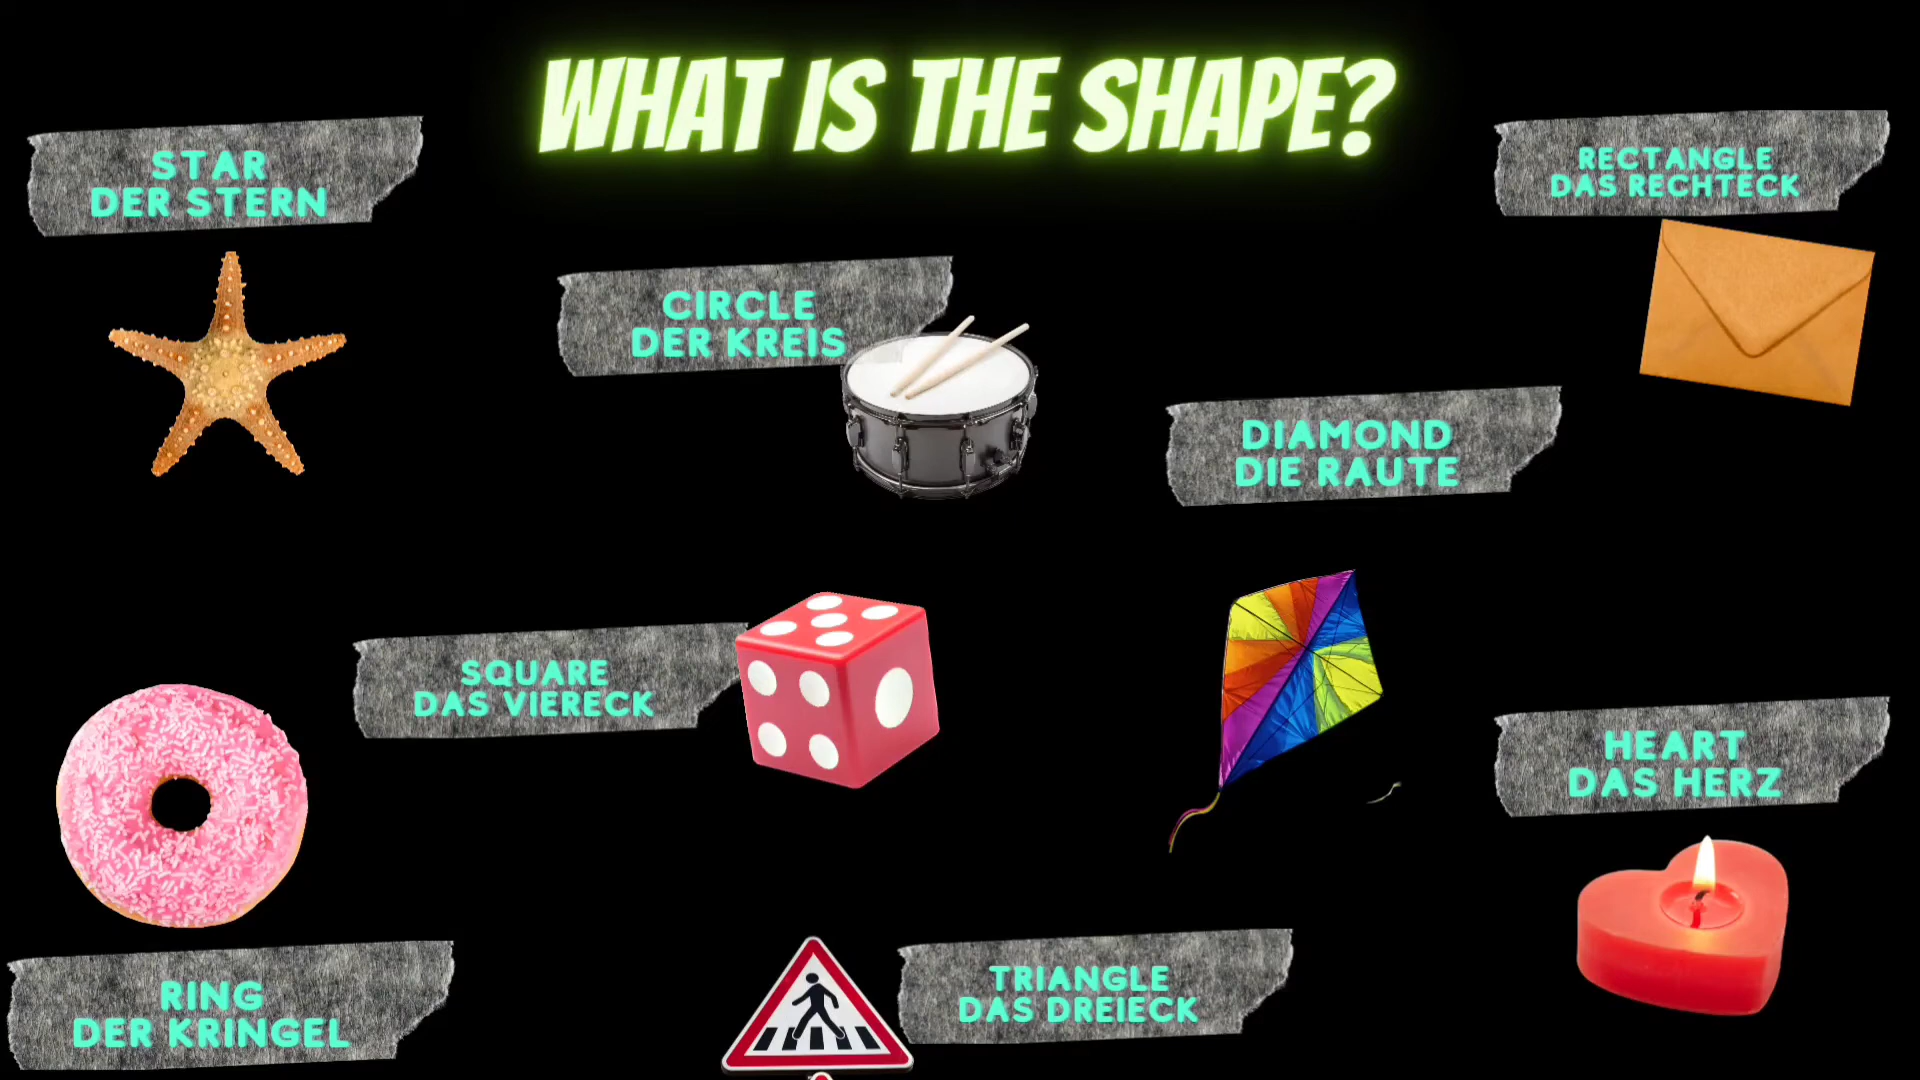 WHAT IS THE SHAPE?
STAR
DER STERN
RECTANGLE
DAS RECHTECK
CIRCLE
DER KREIS
DIAMOND
DIE RAUTE
SQUARE
DAS VIERECK
HEART
DAS HERZ
RING
DER KRINGEL
TRIANGLE
DAS DREIECK